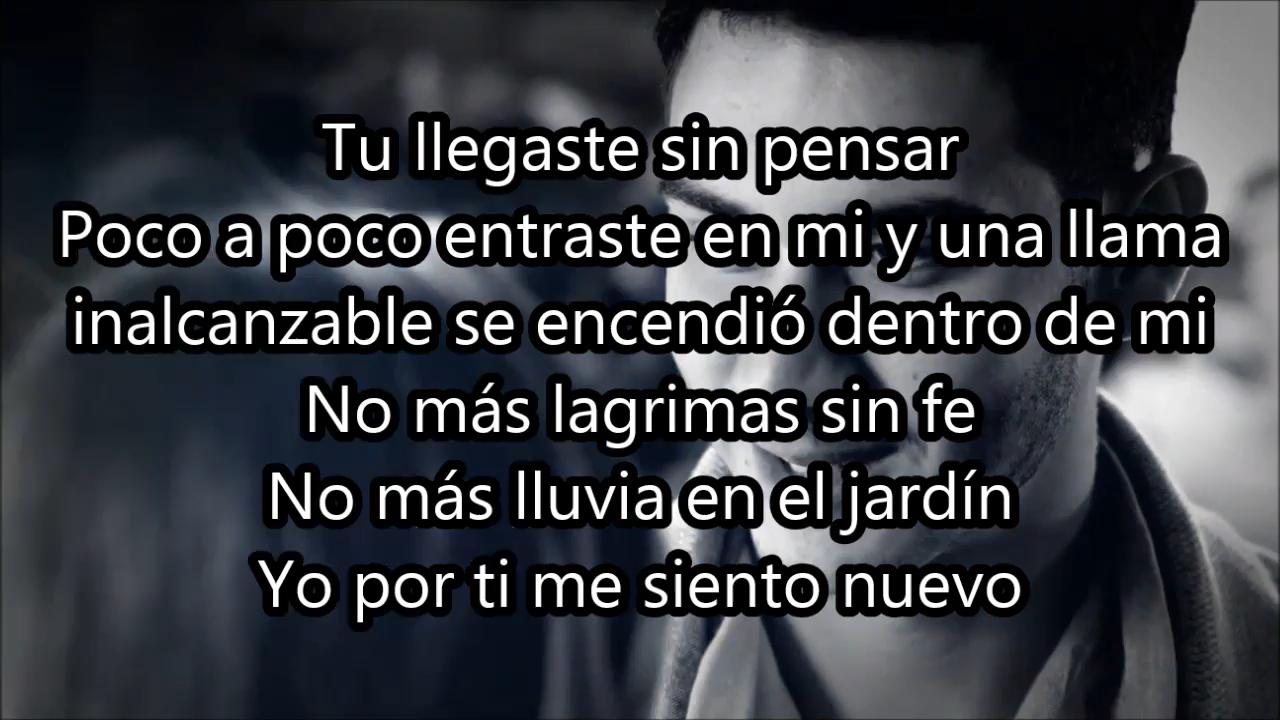 Tu llegaste sin pensar
Poco a poco entraste en mi y una llama
inalcanzable se encendió dentro de mi
No más lagrimas sin fe
No más lluvia en el jardín
Yo por ti me siento nuevo